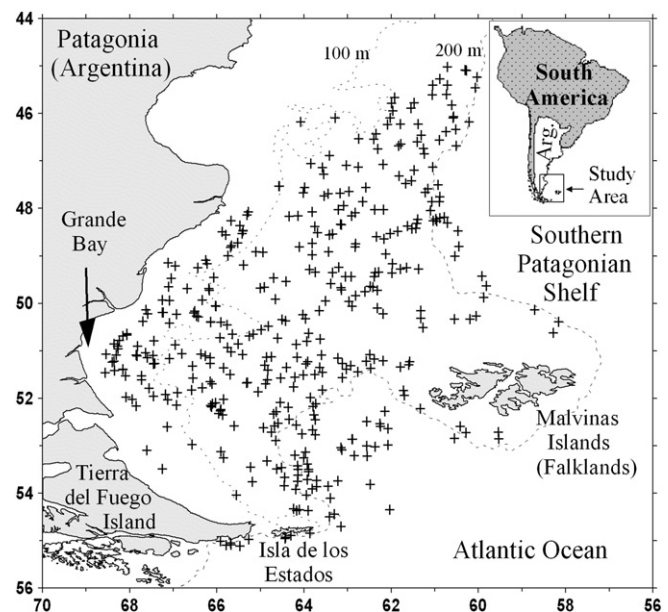 44
46
48
50
52
54
56
70
68
66
64
62
60
58
56
Patagonia
(Argentina)
100 m
200 m
South
America
Arg.
Study
Area
Grande
Bay
Southern
Patagonian
Shelf
Malvinas
Islands
(Falklands)
Tierra
del Fuego
Island
Isla de los
Estados
Atlantic Ocean